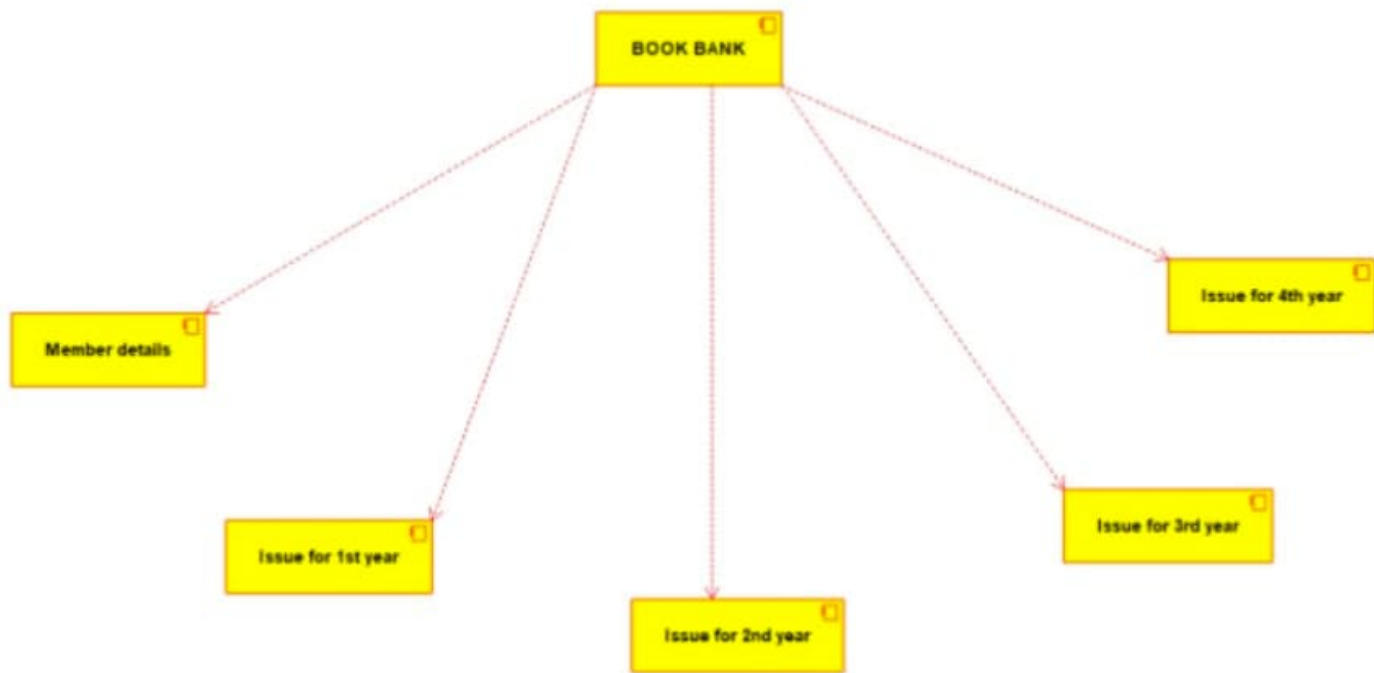 BOOK BANK
Issue for 4th year
Member details
Issue for 3rd year
Issue for 1st year
Issue for 2nd year